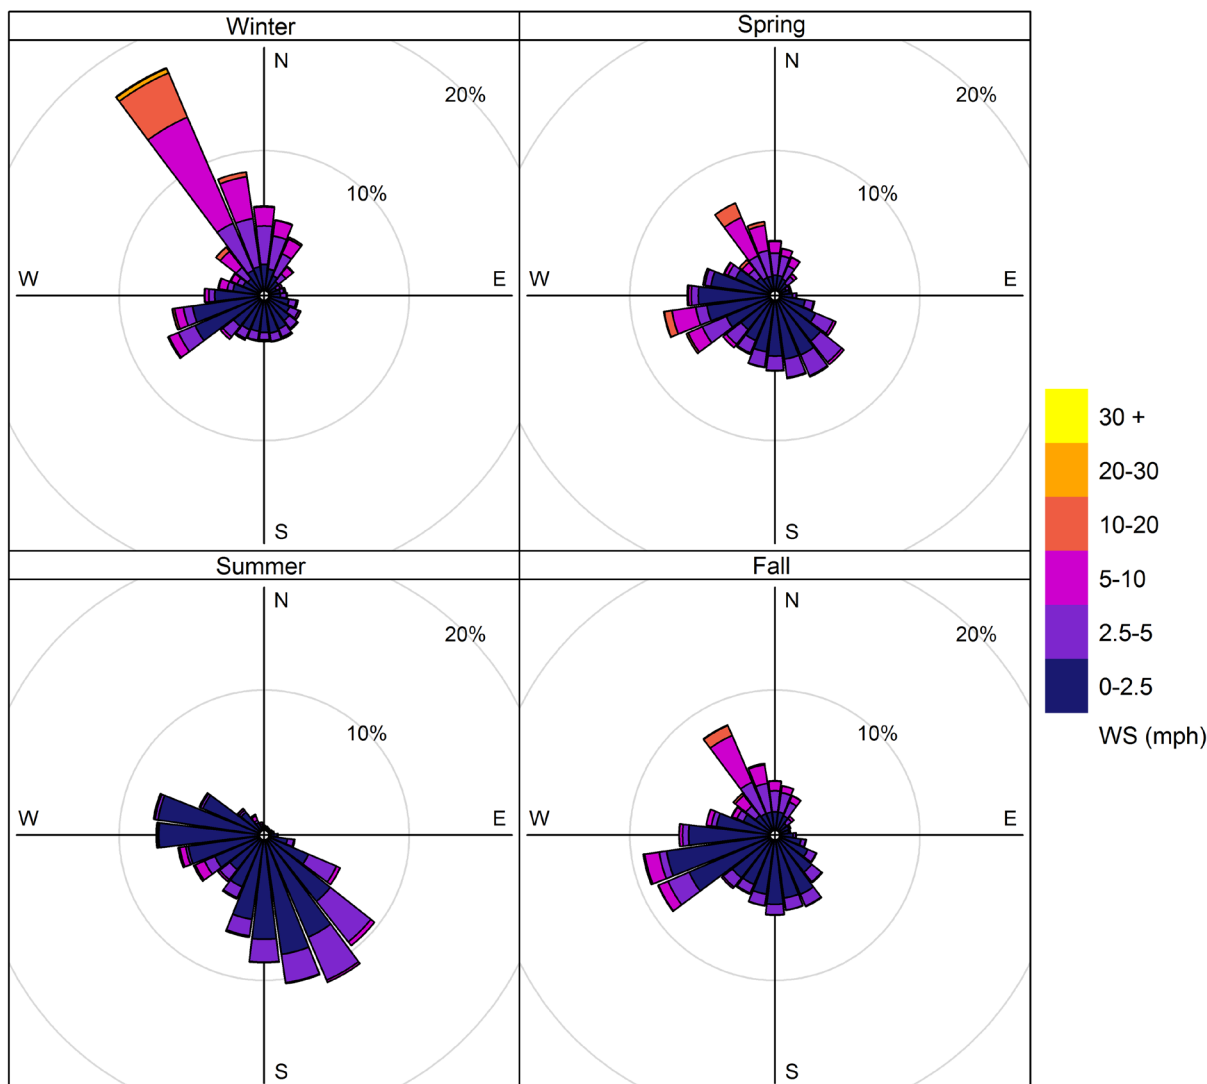 Winter
Spring
N
20%
10%
W
E
S
N
20%
10%
W
E
S
Summer
Fall
N
20%
10%
W
E
S
N
20%
10%
W
E
S
30 +
20-30
10-20
5-10
2.5-5
0-2.5
WS (mph)